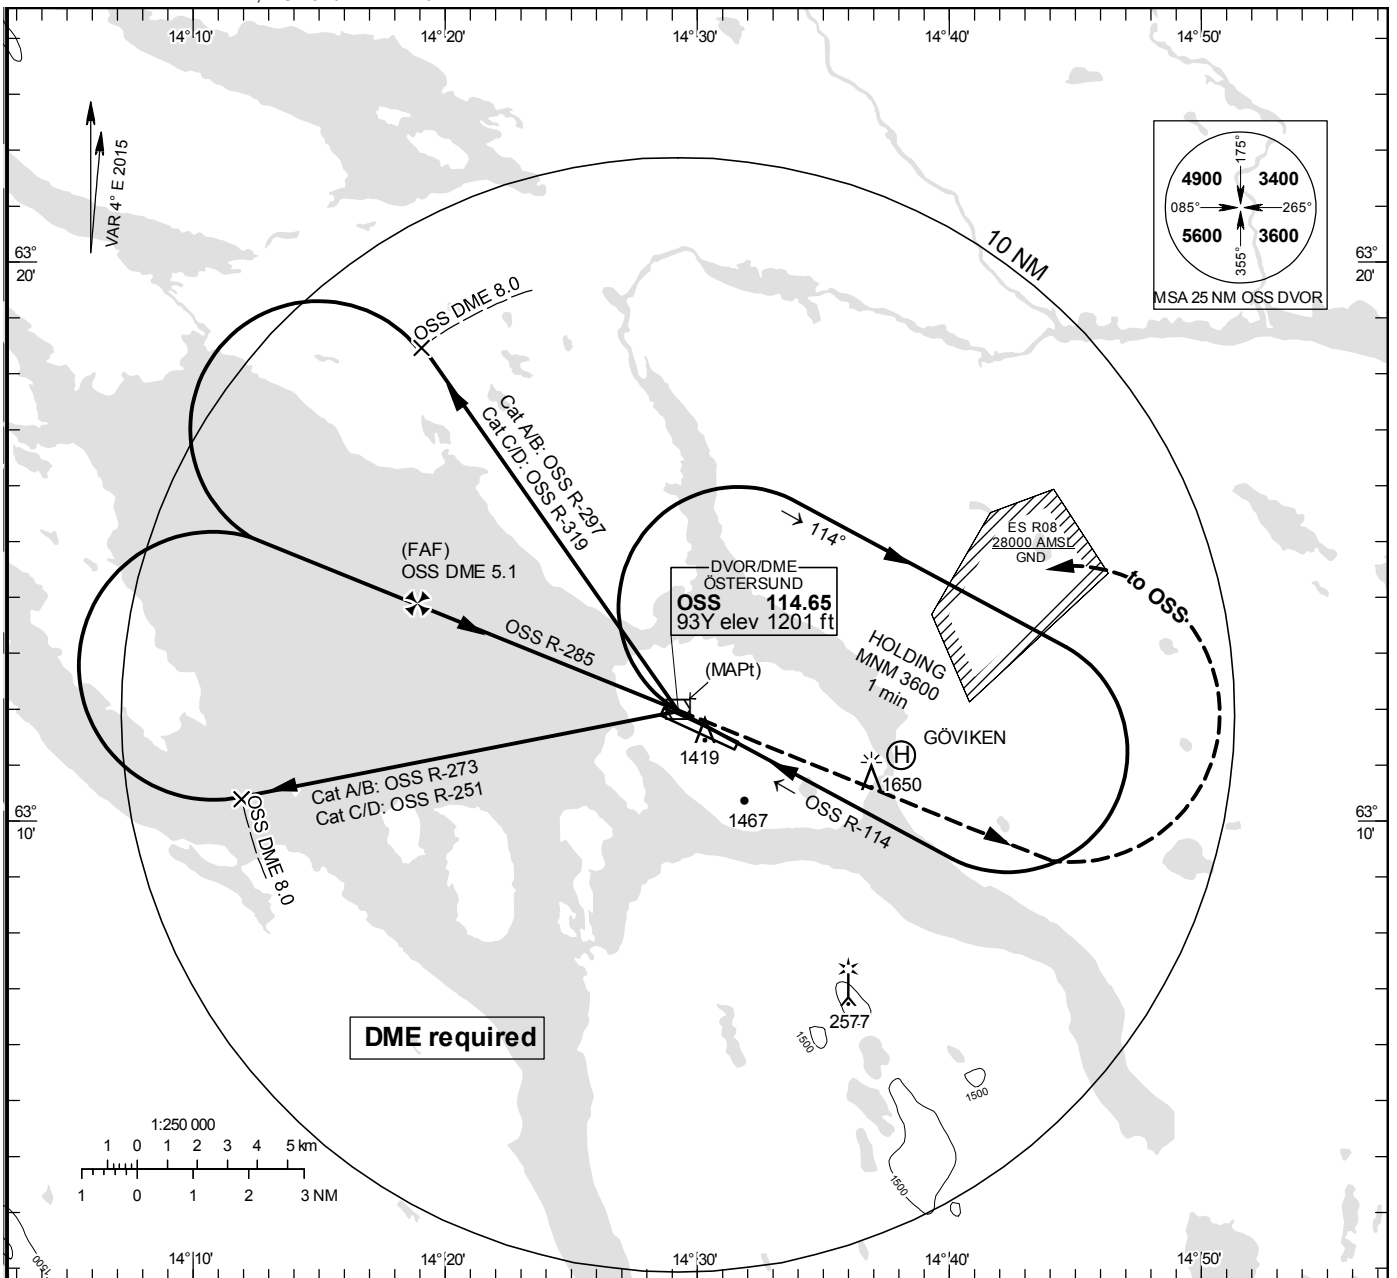 14°10'
14°20'
14°30'
14°40'
14°50'
VAR 4° E 2015
175°
4900
3400
085°
265°
5600
3600
355°
MSA 25 NM OSS DVOR
10 NM
63°
20'
63°
20'
OSS DME 8.0
Cat A/B: OSS R-297
Cat C/D: OSS R-319
114°
ES R08
28000 AMSL
GND
to OSS
(FAF)
OSS DME 5.1
DVOR/DME
ÖSTERSUND
OSS 114.65
93Y elev 1201 ft
OSS R-285
HOLDING
MNM 3600
1 min
(MAPt)
GÖVIKEN
H
1419
1650
Cat A/B: OSS R-273
Cat C/D: OSS R-251
OSS R-114
1467
OSS DME 8.0
63°
10'
63°
10'
2577
1500
1500
DME required
1:250 000
1 0 1 2 3 4 5 km
1 0 1 2 3 NM
1500
1500
14°10'
14°20'
14°30'
14°40'
14°50'